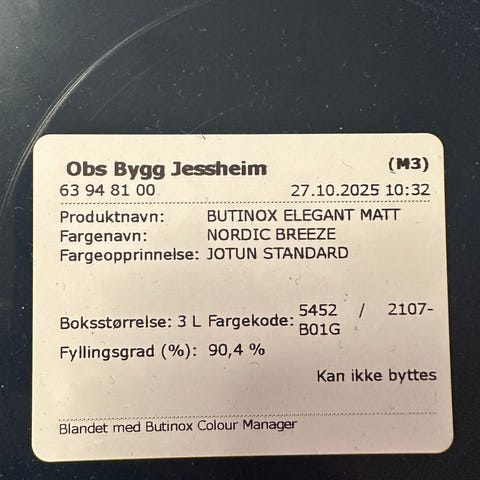 Obs Bygg Jessheim (M3)
63 94 81 00 27.10.2025 10:32
Produktnavn: BUTINOX ELEGANT MATT
Fargenavn: NORDIC BREEZE
Fargeopprinnelse: JOTUN STANDARD
Boksstørrelse: 3 L Fargekode: 5452 / 2107-
B01G
Fyllingsgrad (%): 90,4 %
Kan ikke byttes
Blandet med Butinox Colour Manager